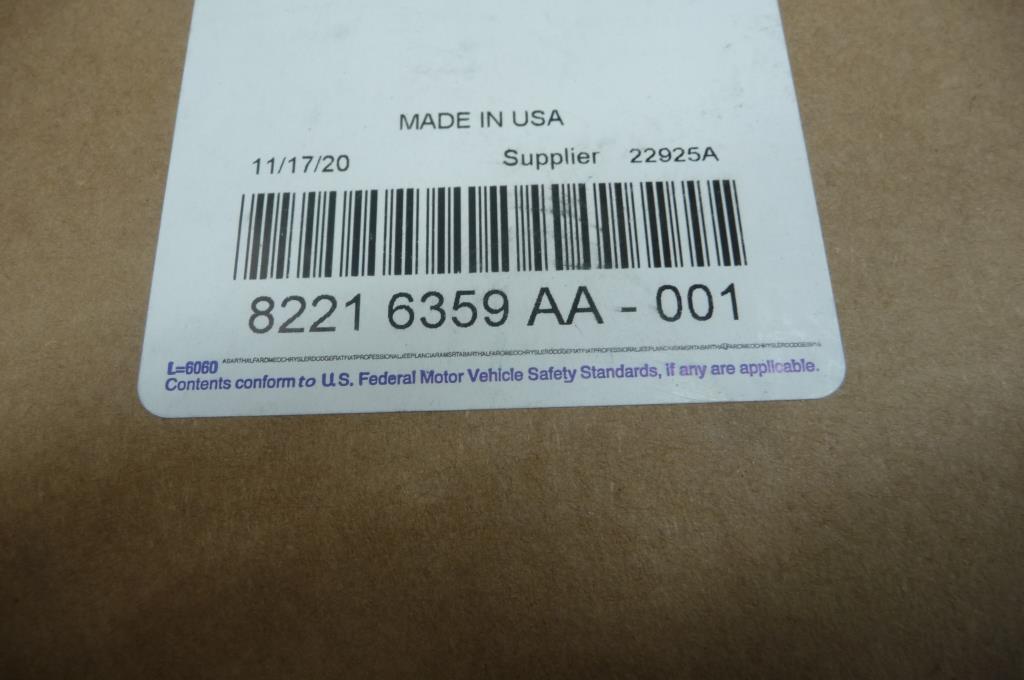 MADE IN USA
11/17/20 Supplier 22925A
8221 6359 AA - 001
L=6060
Contents conform to U.S. Federal Motor Vehicle Safety Standards, if any are applicable.